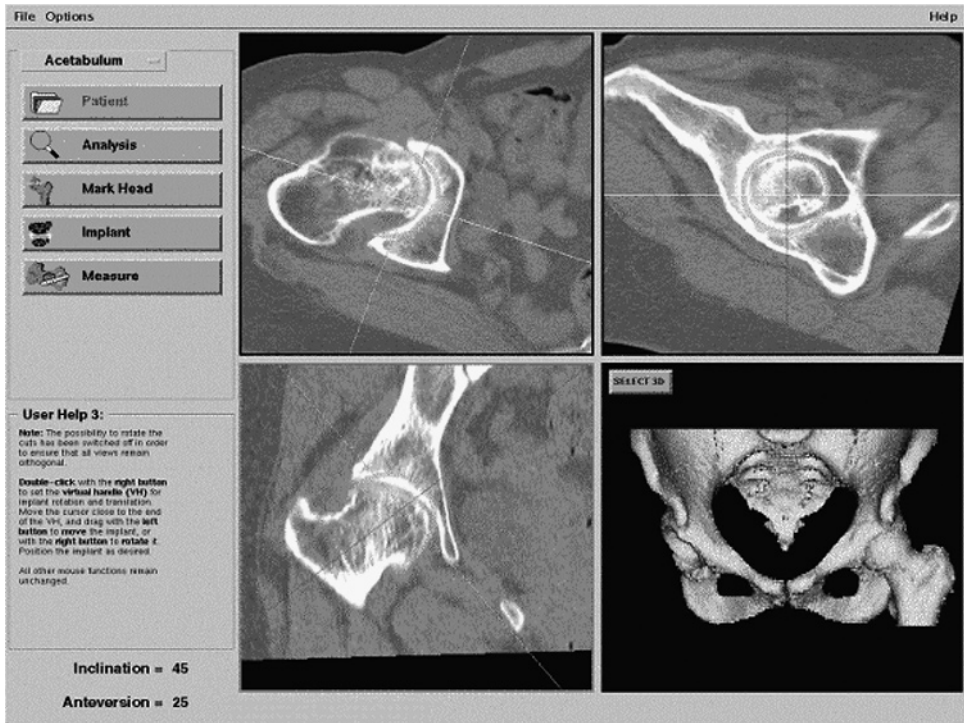 File Options
Help
Acetabulum
Patient
Analysis
Mark Head
Implant
Measure
User Help 3:
Note: The possibility to rotate the
cuts has been switched off in order
to ensure that all views remain
orthogonal.
Double-click with the right button
to set the virtual handle (VH) for
implant rotation and translation.
Move the cursor close to the end
of the VH, and drag with the left
button to move the implant, or
with the right button to rotate it.
Position the implant as desired.
All other mouse functions remain
unchanged.
Inclination = 45
Anteversion = 25
SELECT 3D